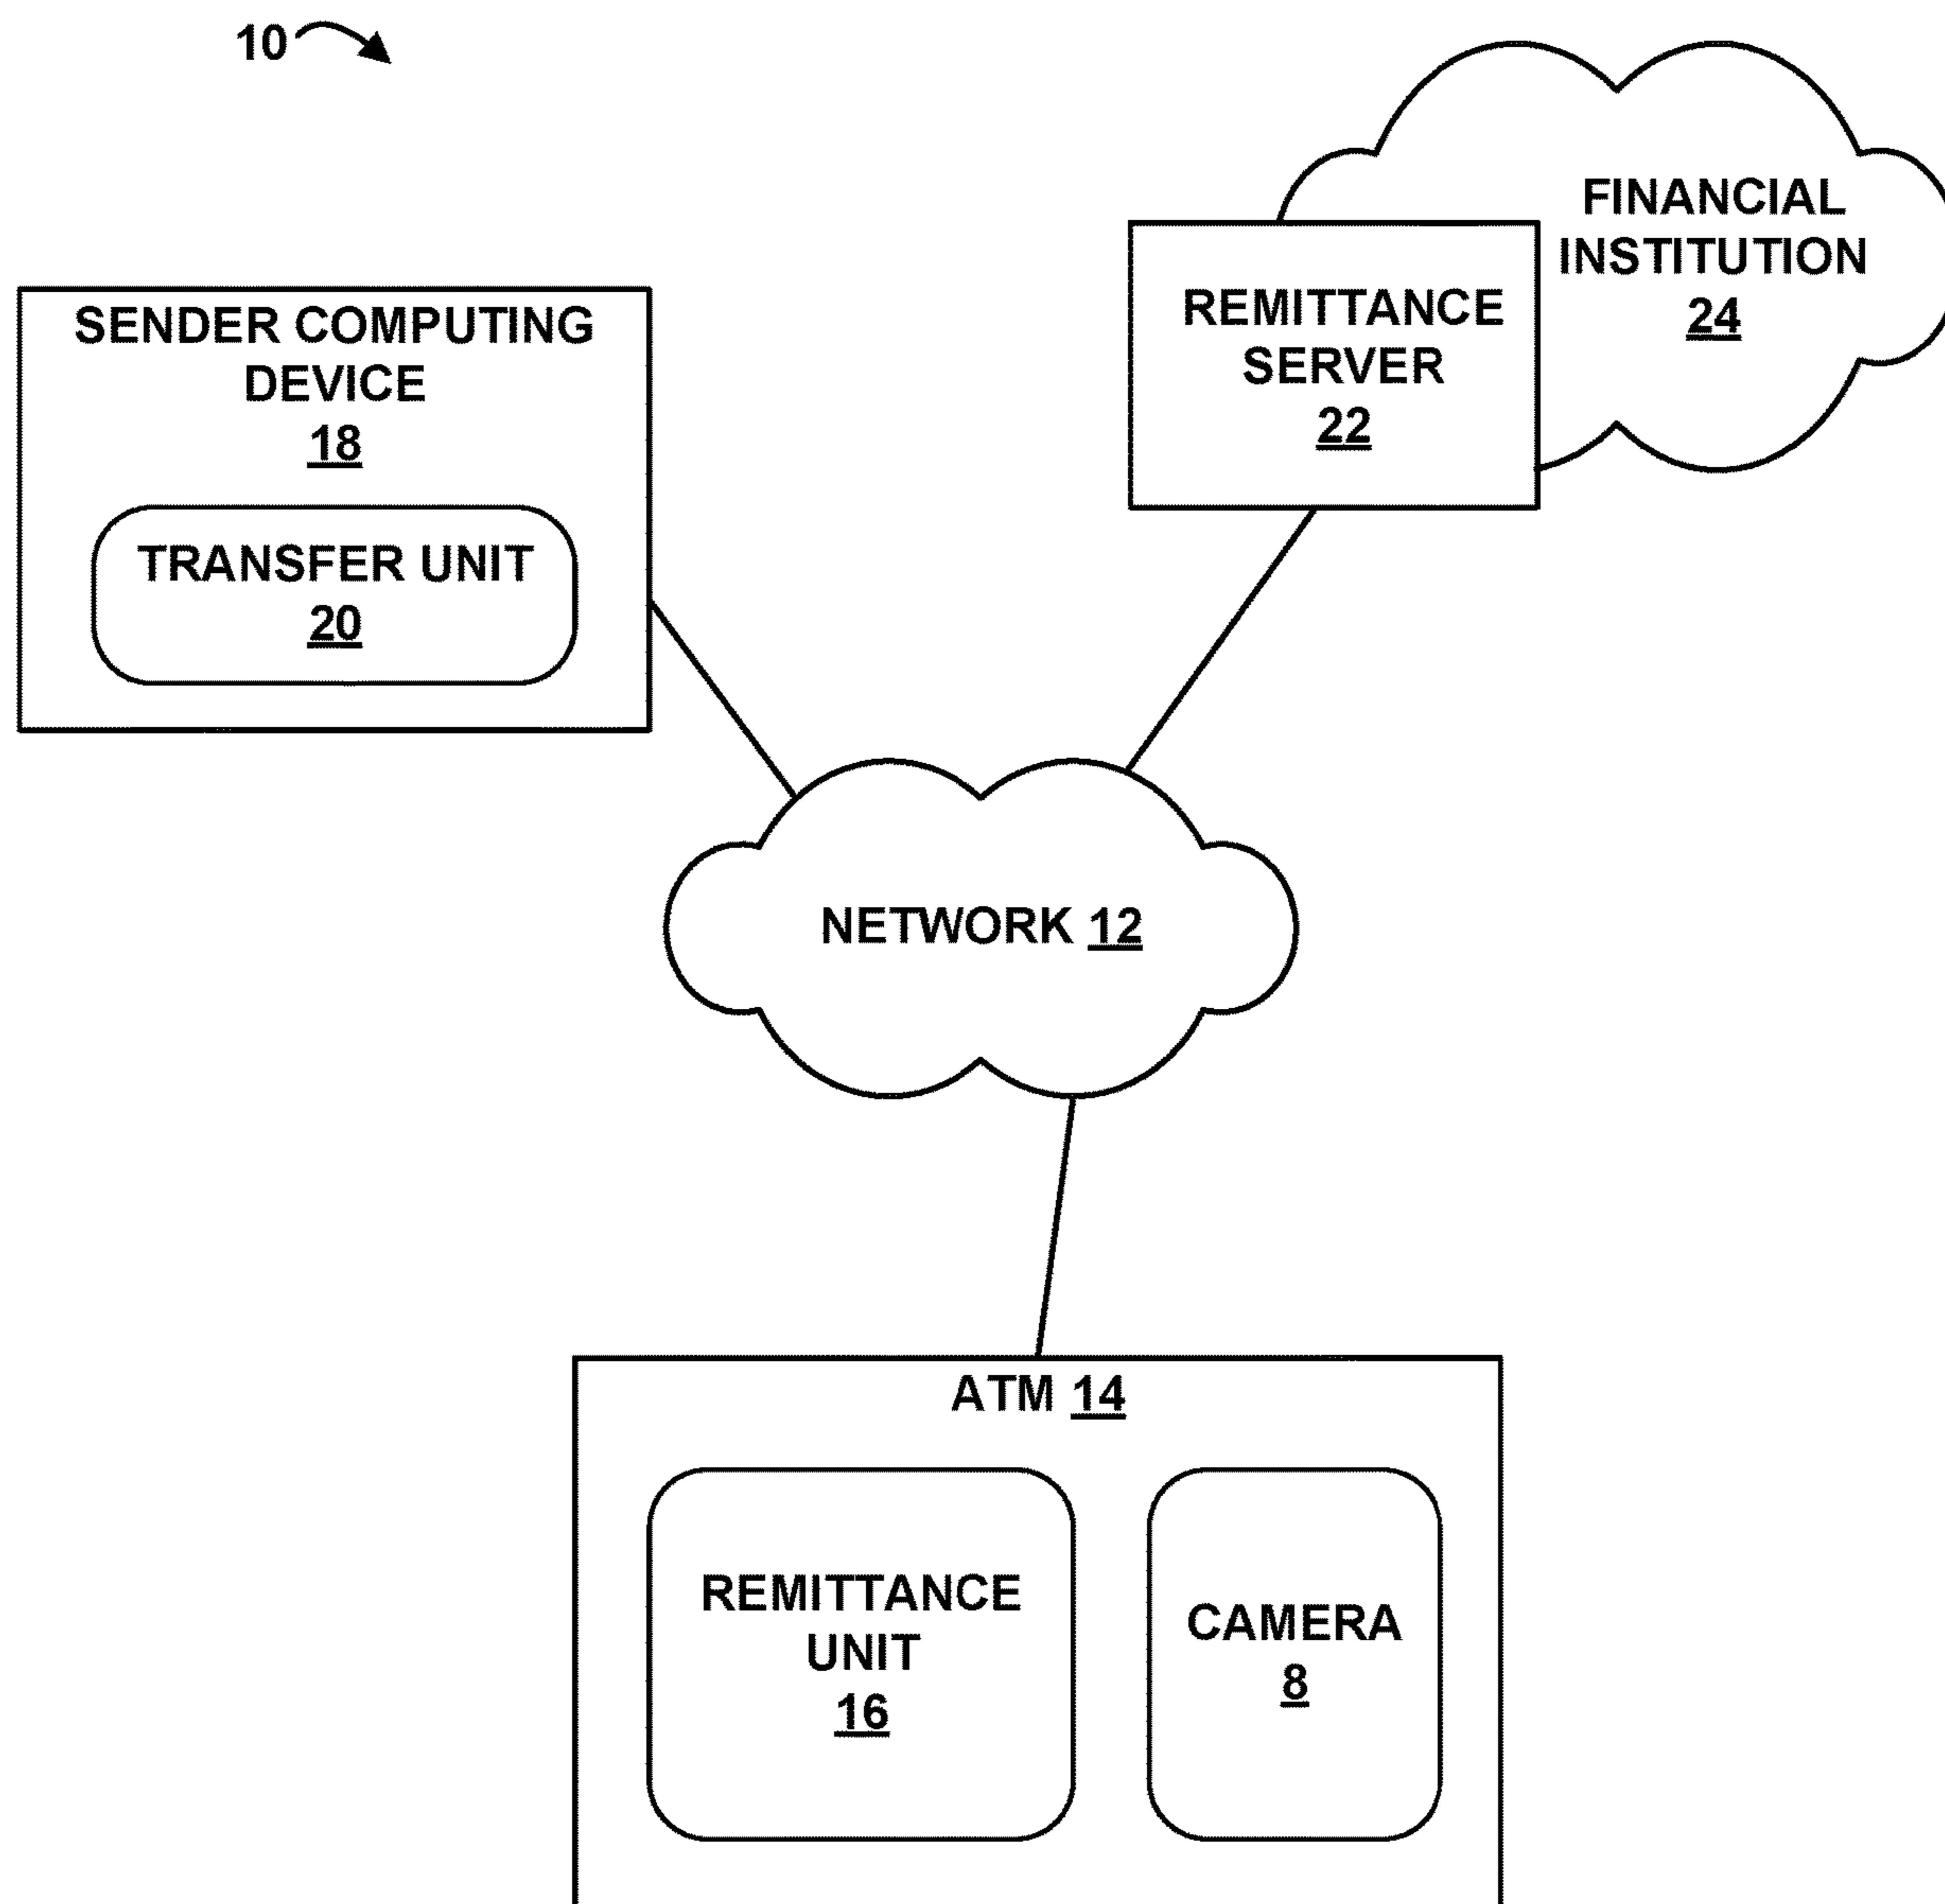 10
FINANCIAL
INSTITUTION
24
REMITTANCE
SERVER
22
SENDER COMPUTING
DEVICE
18
TRANSFER UNIT
20
NETWORK 12
ATM 14
REMITTANCE
UNIT
16
CAMERA
8